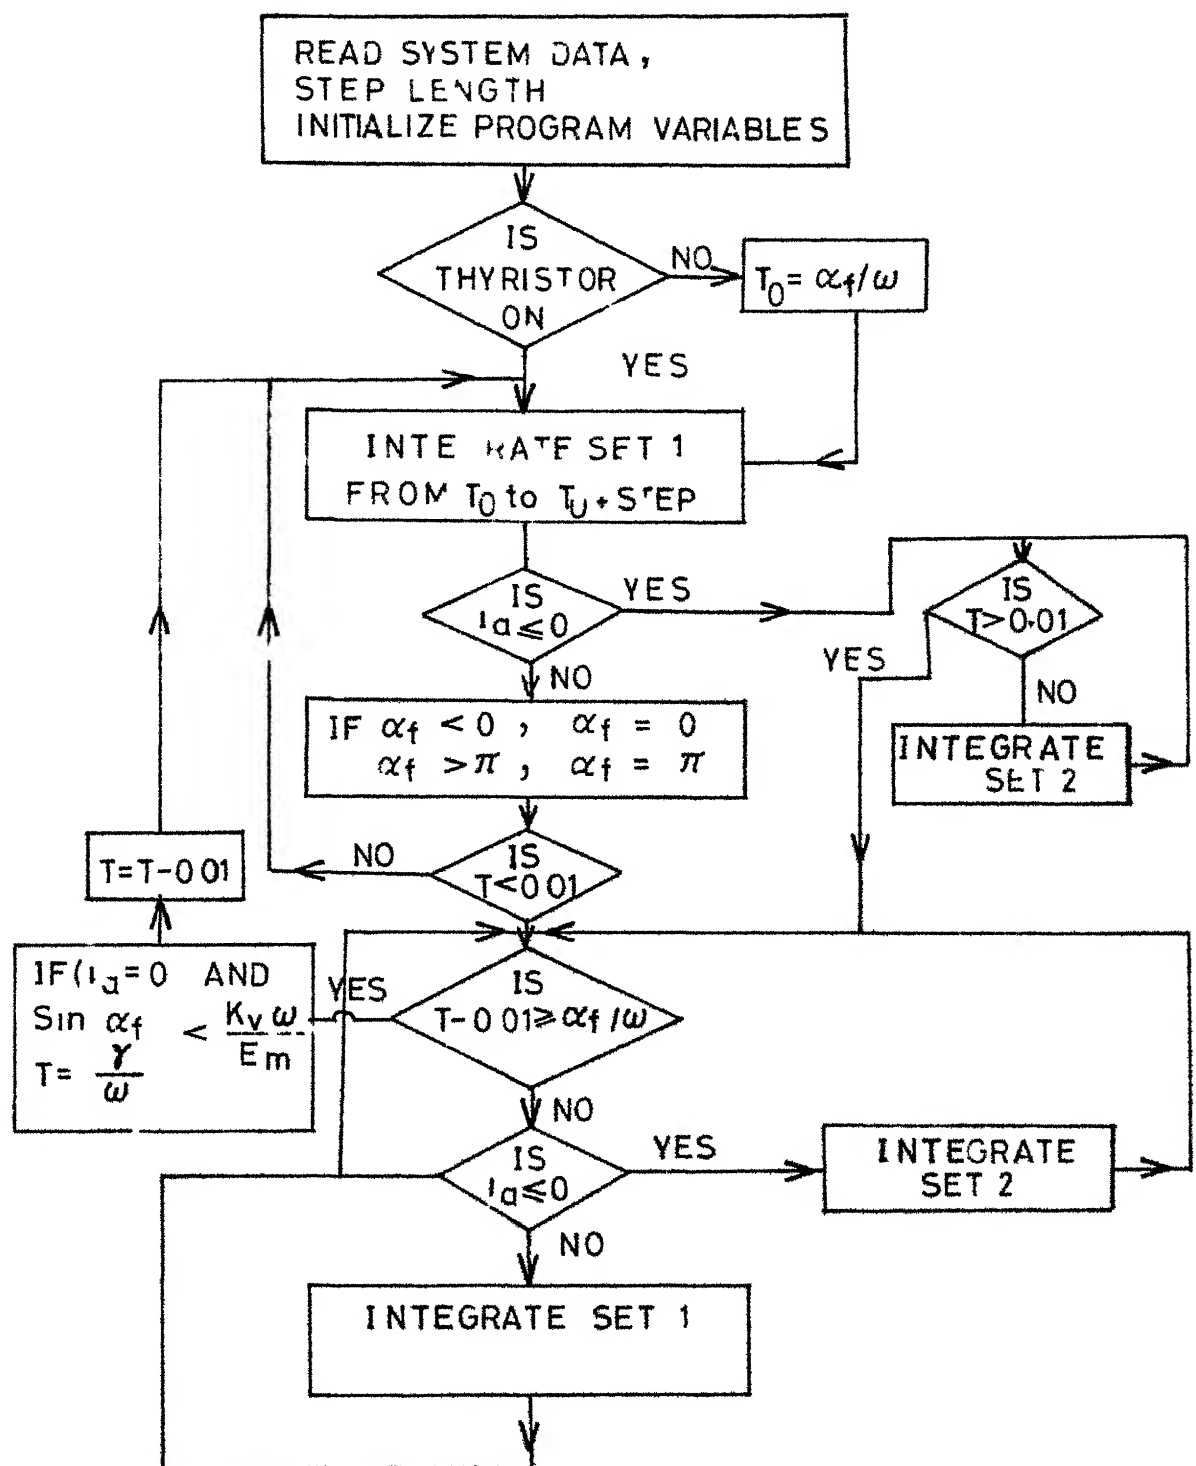 READ SYSTEM DATA,
STEP LENGTH
INITIALIZE PROGRAM VARIABLES
IS
THYRISTOR
ON
NO
T₀ = αf/ω
YES
INTE RATE SET 1
FROM T₀ to T₀ + STEP
IS
ia ≤ 0
YES
IS
T > 0.01
YES
NO
NO
INTEGRATE
SET 2
IF αf < 0 , αf = 0
αf > π , αf = π
IS
T < 0 01
NO
T = T - 0 01
IF (ia = 0 AND
Sin αf < Kv ω / Em
T = γ / ω
YES
IS
T - 0 01 ≥ αf / ω
NO
IS
ia ≤ 0
YES
INTEGRATE
SET 2
NO
INTEGRATE SET 1